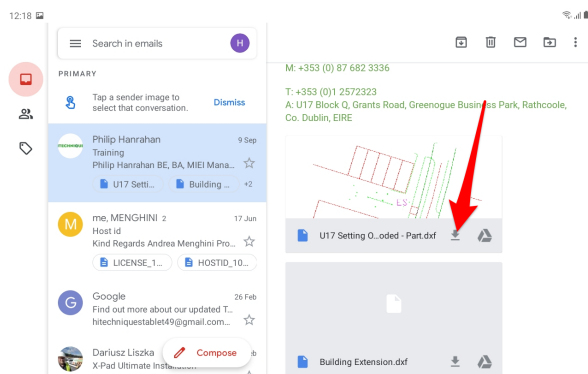 12:18
Search in emails
H
PRIMARY
Tap a sender image to
select that conversation.
Dismiss
Philip Hanrahan
9 Sep
Training
Philip Hanrahan BE, BA, MIEI Mana...
U17 Setti...
Building ...
+2
M
me, MENGHINI 2
17 Jun
Host id
Kind Regards Andrea Menghini Pro...
LICENSE_1...
HOSTID_10...
G
Google
26 Feb
Find out more about our updated T...
hitechniquestablet49@gmail.com...
Dariusz Liszka
X-Pad Ultimate Installation
Compose
M: +353 (0) 87 682 3336
T: +353 (0)1 2572323
A: U17 Block Q, Grants Road, Greenogue Business Park, Rathcoole,
Co. Dublin, EIRE
U17 Setting O...oded - Part.dxf
Building Extension.dxf